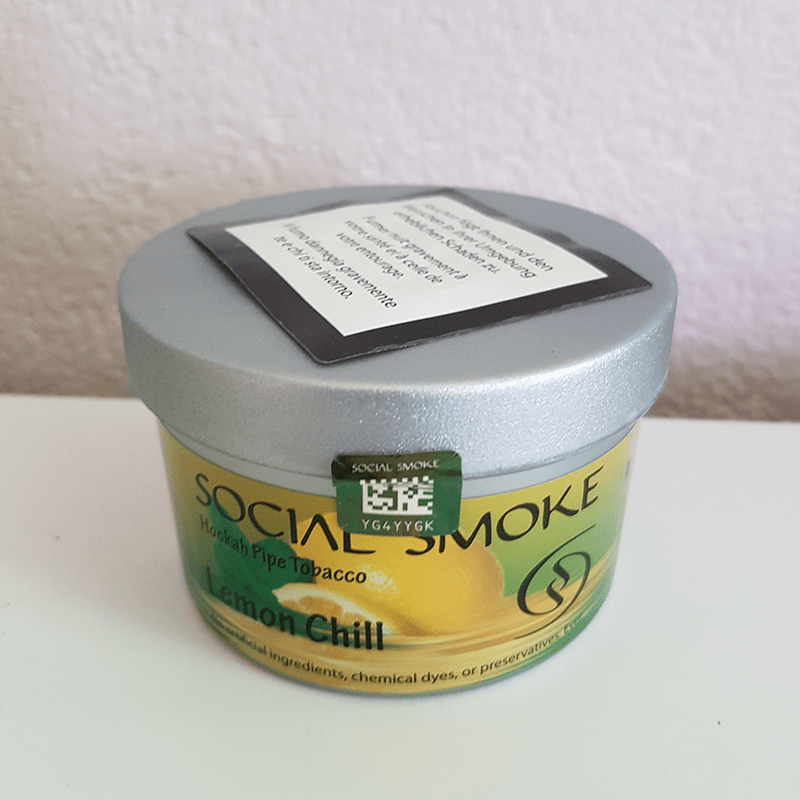 Rauchen fügt Ihnen und den
Menschen in Ihrer Umgebung
erheblichen Schaden zu.
Fumer nuit gravement à
votre santé et à celle de
votre entourage.
Il fumo danneggia gravemente
te e chi ti sta intorno.
SOCIAL SMOKE
YG4YYGK
SOCIAL SMOKE
Hookah Pipe Tobacco
Lemon Chill
No artificial ingredients, chemical dyes, or preservatives. Ever